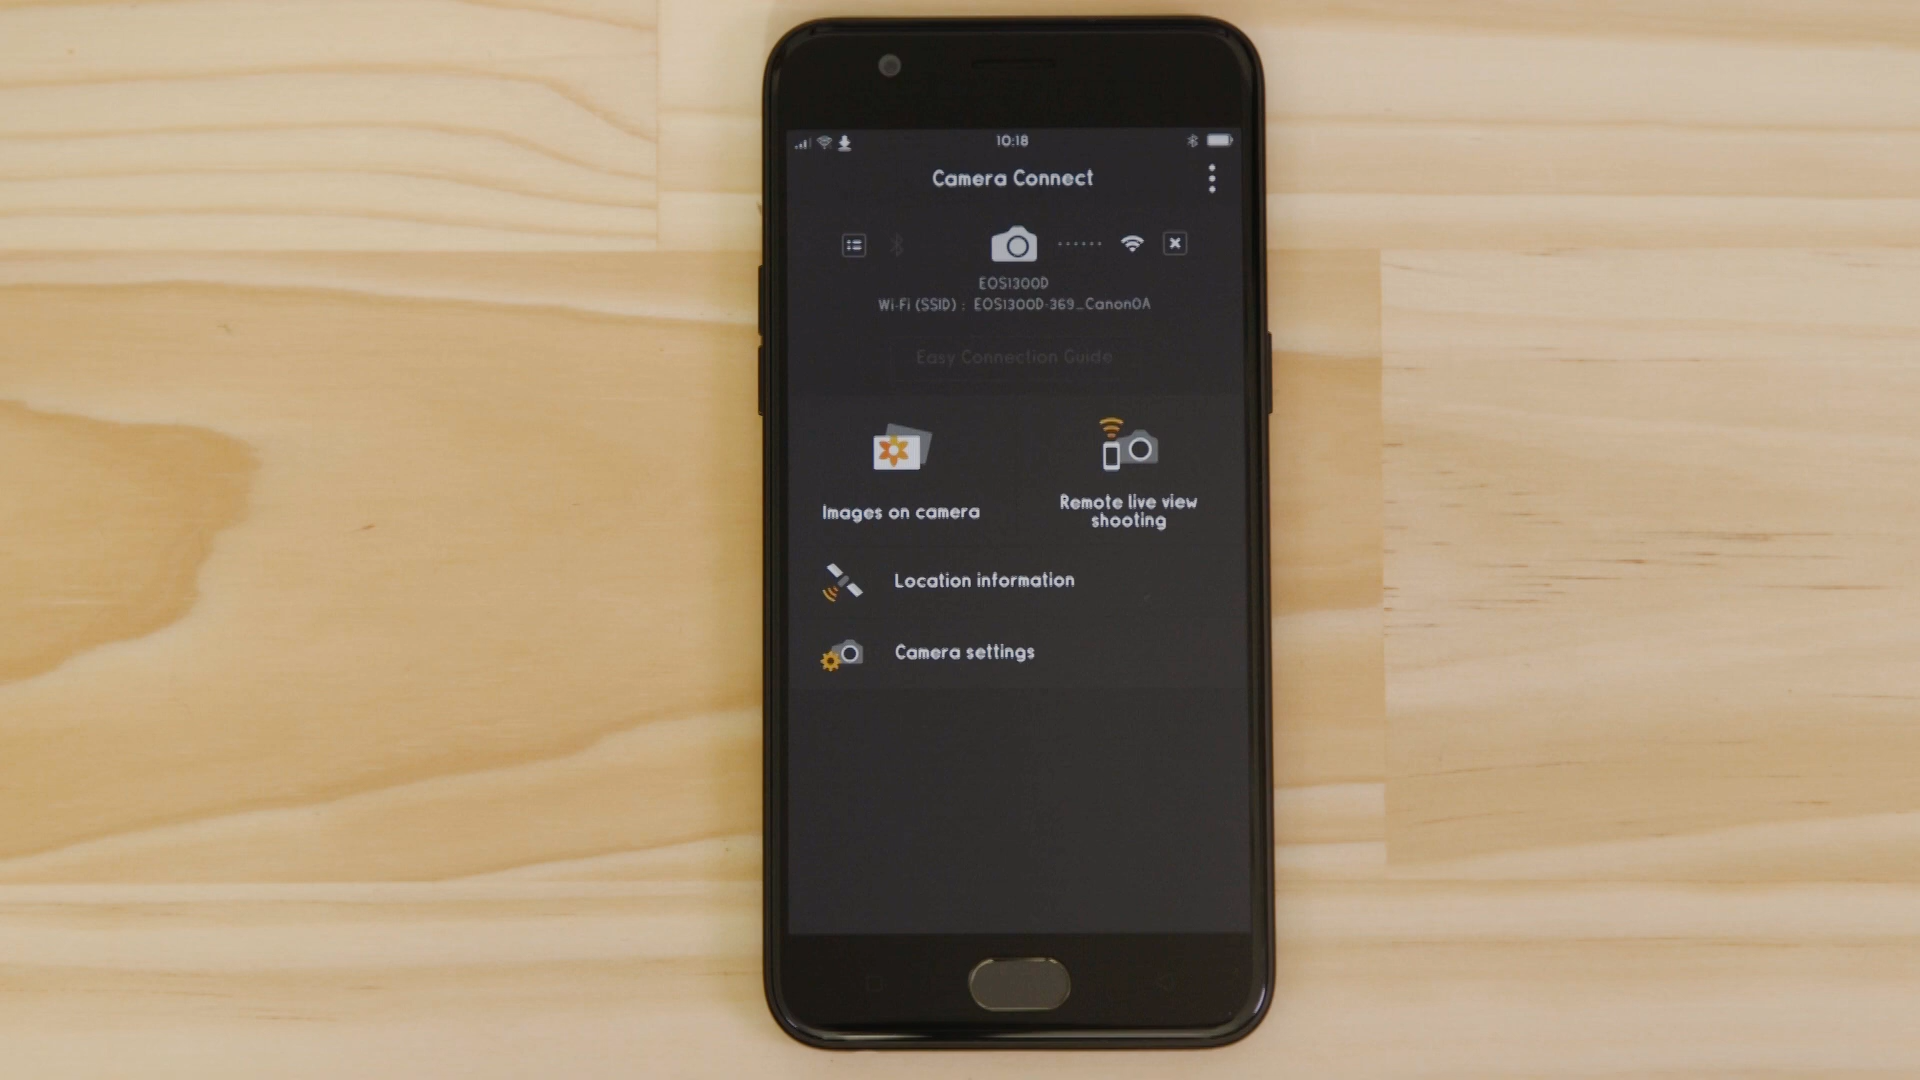 10:18
Camera Connect
EOS1300D
Wi-Fi (SSID) : EOS1300D-369_Canon0A
Easy Connection Guide
Images on camera
Remote live view
shooting
Location information
Camera settings